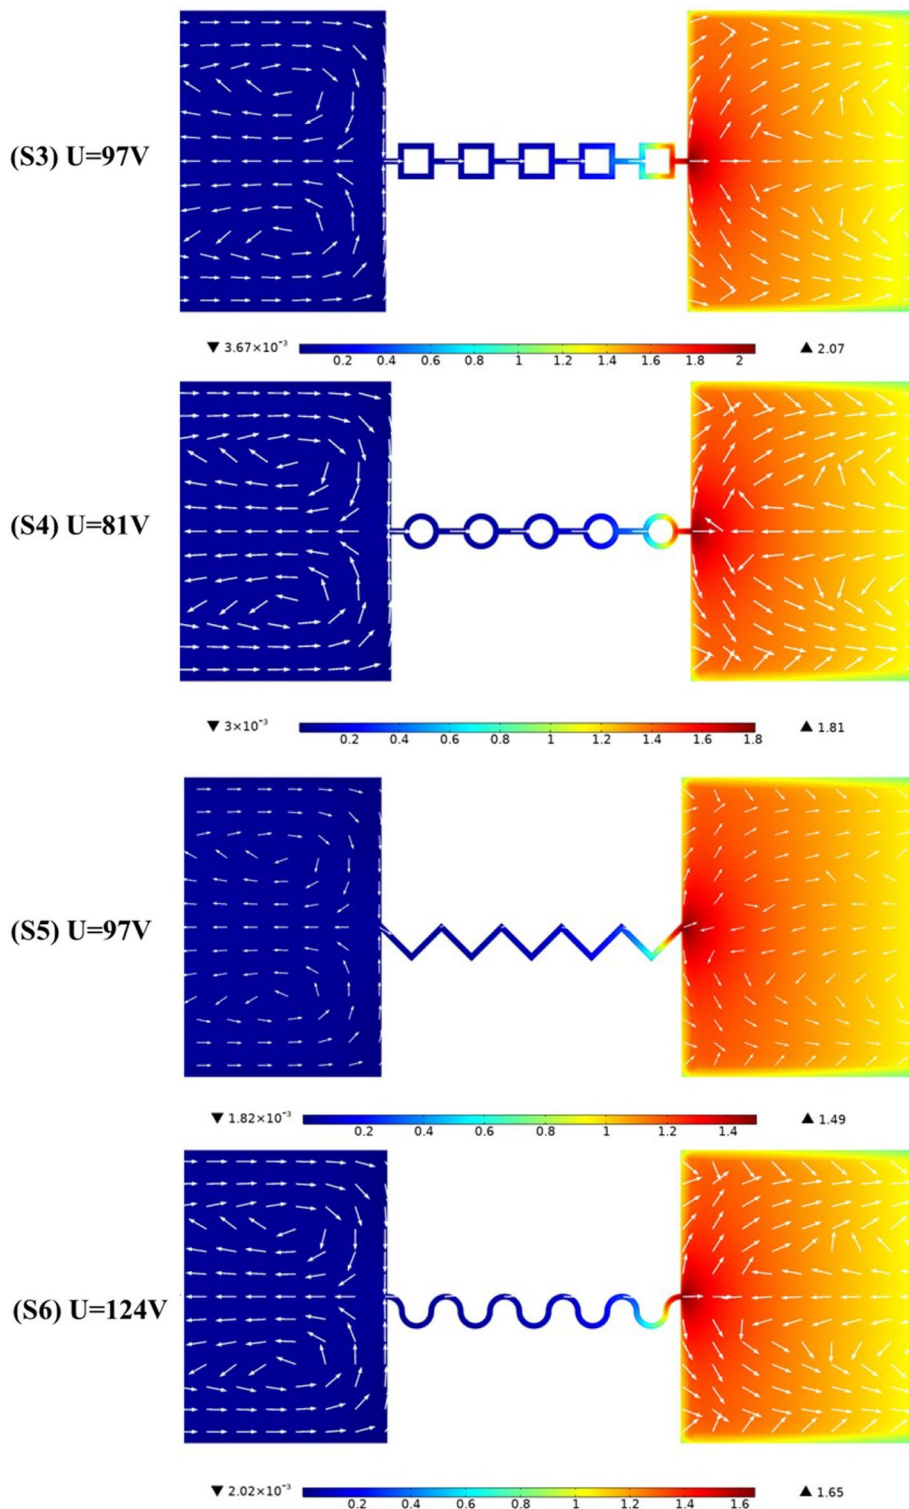 (S3) U=97V
▼ 3.67×10⁻³ 0.2 0.4 0.6 0.8 1 1.2 1.4 1.6 1.8 2 ▲ 2.07
(S4) U=81V
▼ 3×10⁻³ 0.2 0.4 0.6 0.8 1 1.2 1.4 1.6 1.8 ▲ 1.81
(S5) U=97V
▼ 1.82×10⁻³ 0.2 0.4 0.6 0.8 1 1.2 1.4 ▲ 1.49
(S6) U=124V
▼ 2.02×10⁻³ 0.2 0.4 0.6 0.8 1 1.2 1.4 1.6 ▲ 1.65